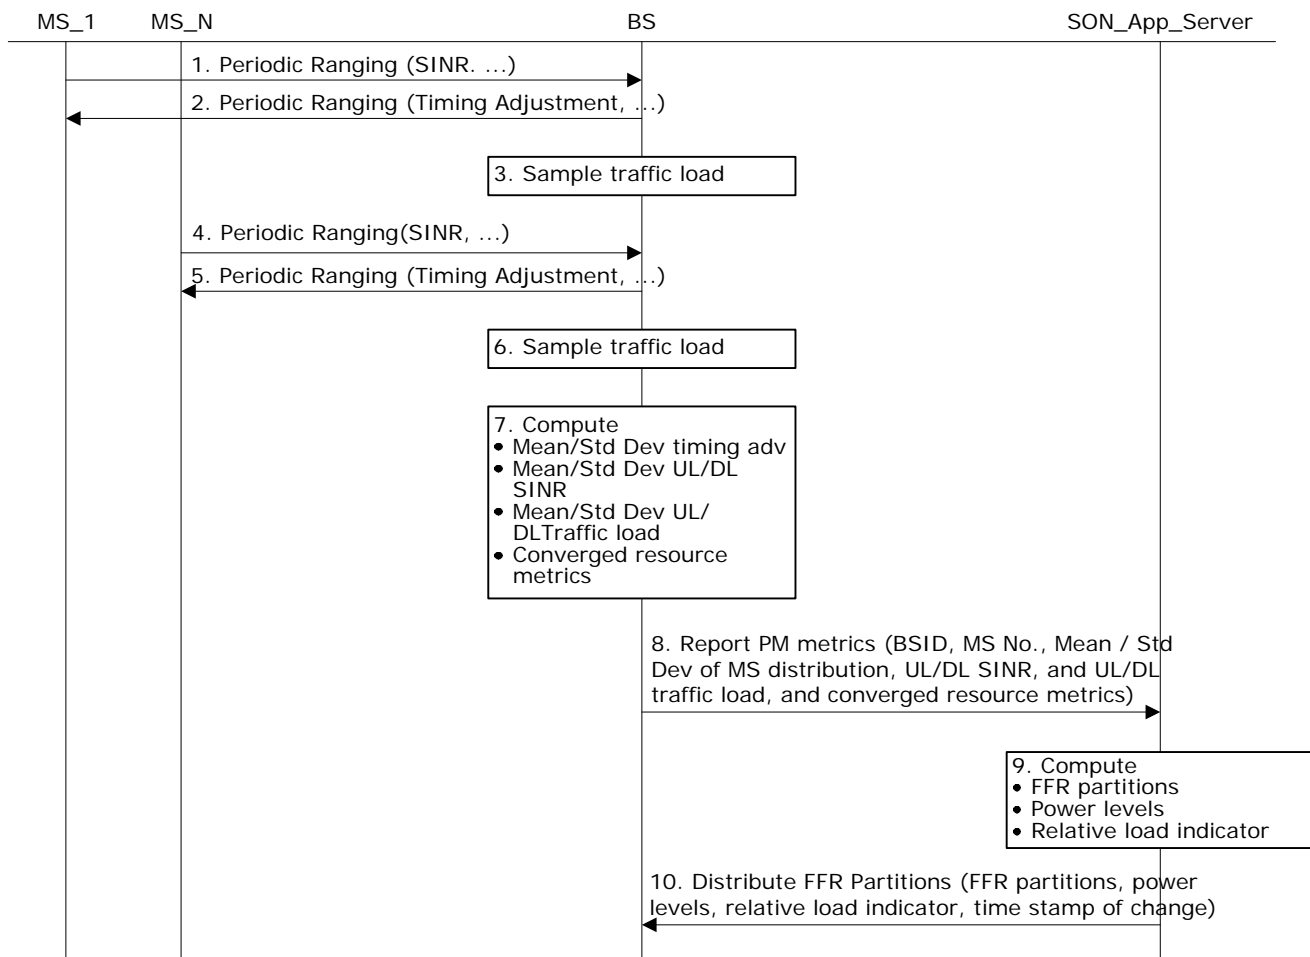 MS_1 MS_N BS SON_App_Server
1. Periodic Ranging (SINR. ...)
2. Periodic Ranging (Timing Adjustment, ...)
3. Sample traffic load
4. Periodic Ranging(SINR, ...)
5. Periodic Ranging (Timing Adjustment, ...)
6. Sample traffic load
7. Compute
• Mean/Std Dev timing adv
• Mean/Std Dev UL/DL
SINR
• Mean/Std Dev UL/
DLTraffic load
• Converged resource
metrics
8. Report PM metrics (BSID, MS No., Mean / Std
Dev of MS distribution, UL/DL SINR, and UL/DL
traffic load, and converged resource metrics)
9. Compute
• FFR partitions
• Power levels
• Relative load indicator
10. Distribute FFR Partitions (FFR partitions, power
levels, relative load indicator, time stamp of change)